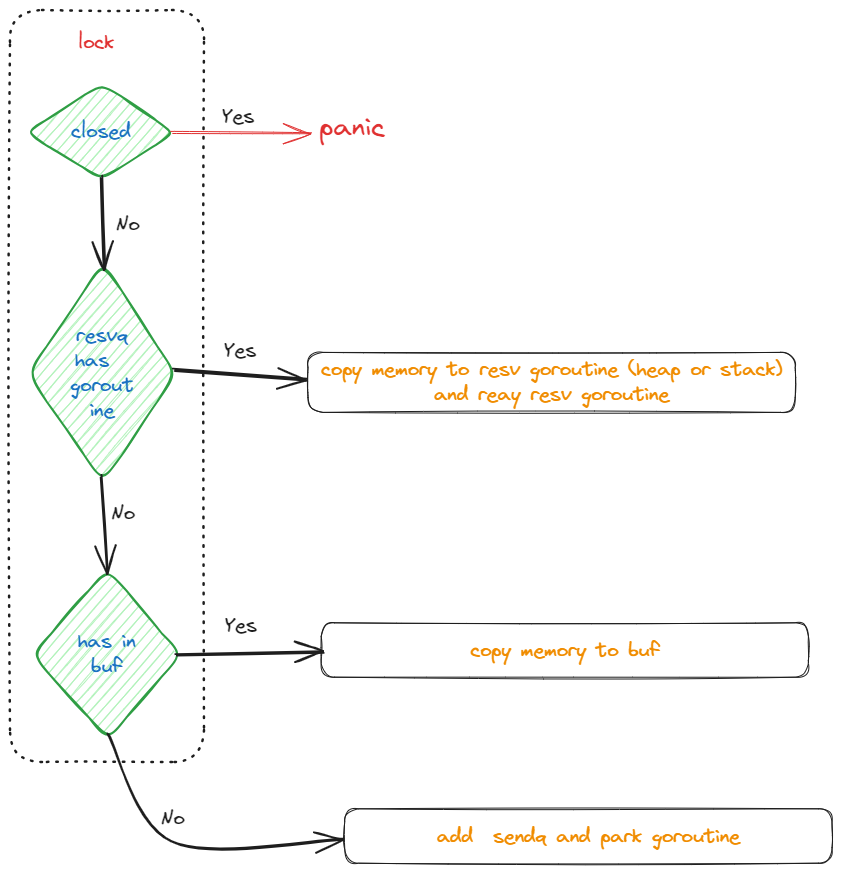 lock
closed
Yes
panic
No
resvq
has
gorout
ine
Yes
copy memory to resv goroutine (heap or stack)
and reay resv goroutine
No
has in
buf
Yes
copy memory to buf
No
add sendq and park goroutine